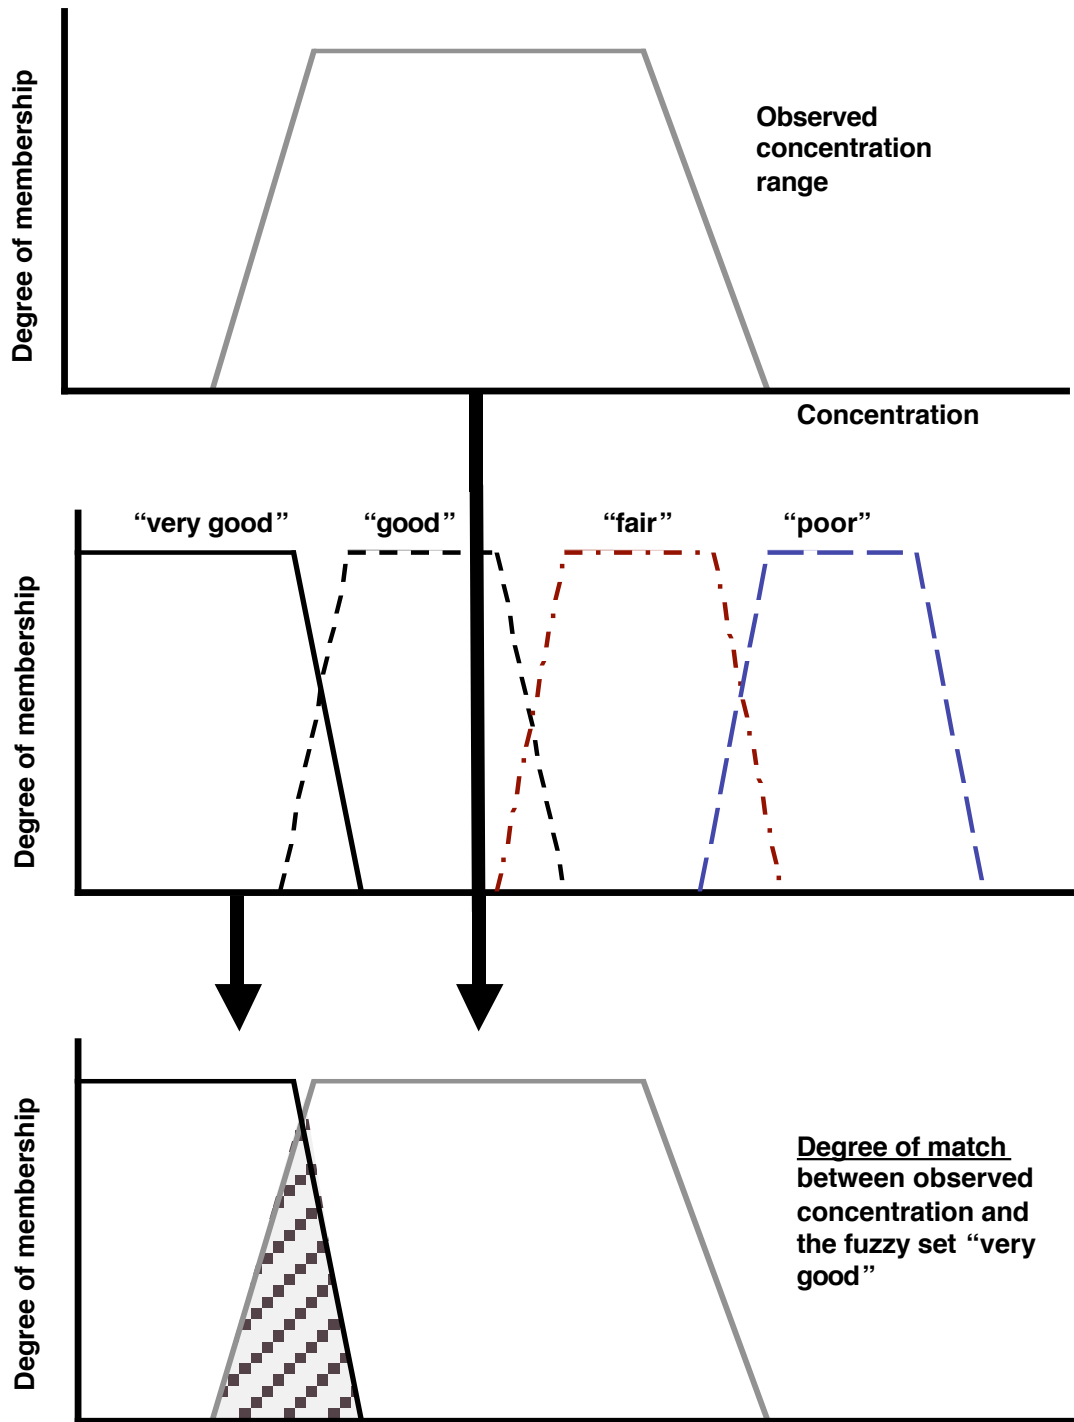 Degree of membership
Observed
concentration
range
Concentration
Degree of membership
“very good”
“good”
“fair”
“poor”
Degree of membership
Degree of match
between observed
concentration and
the fuzzy set “very
good”